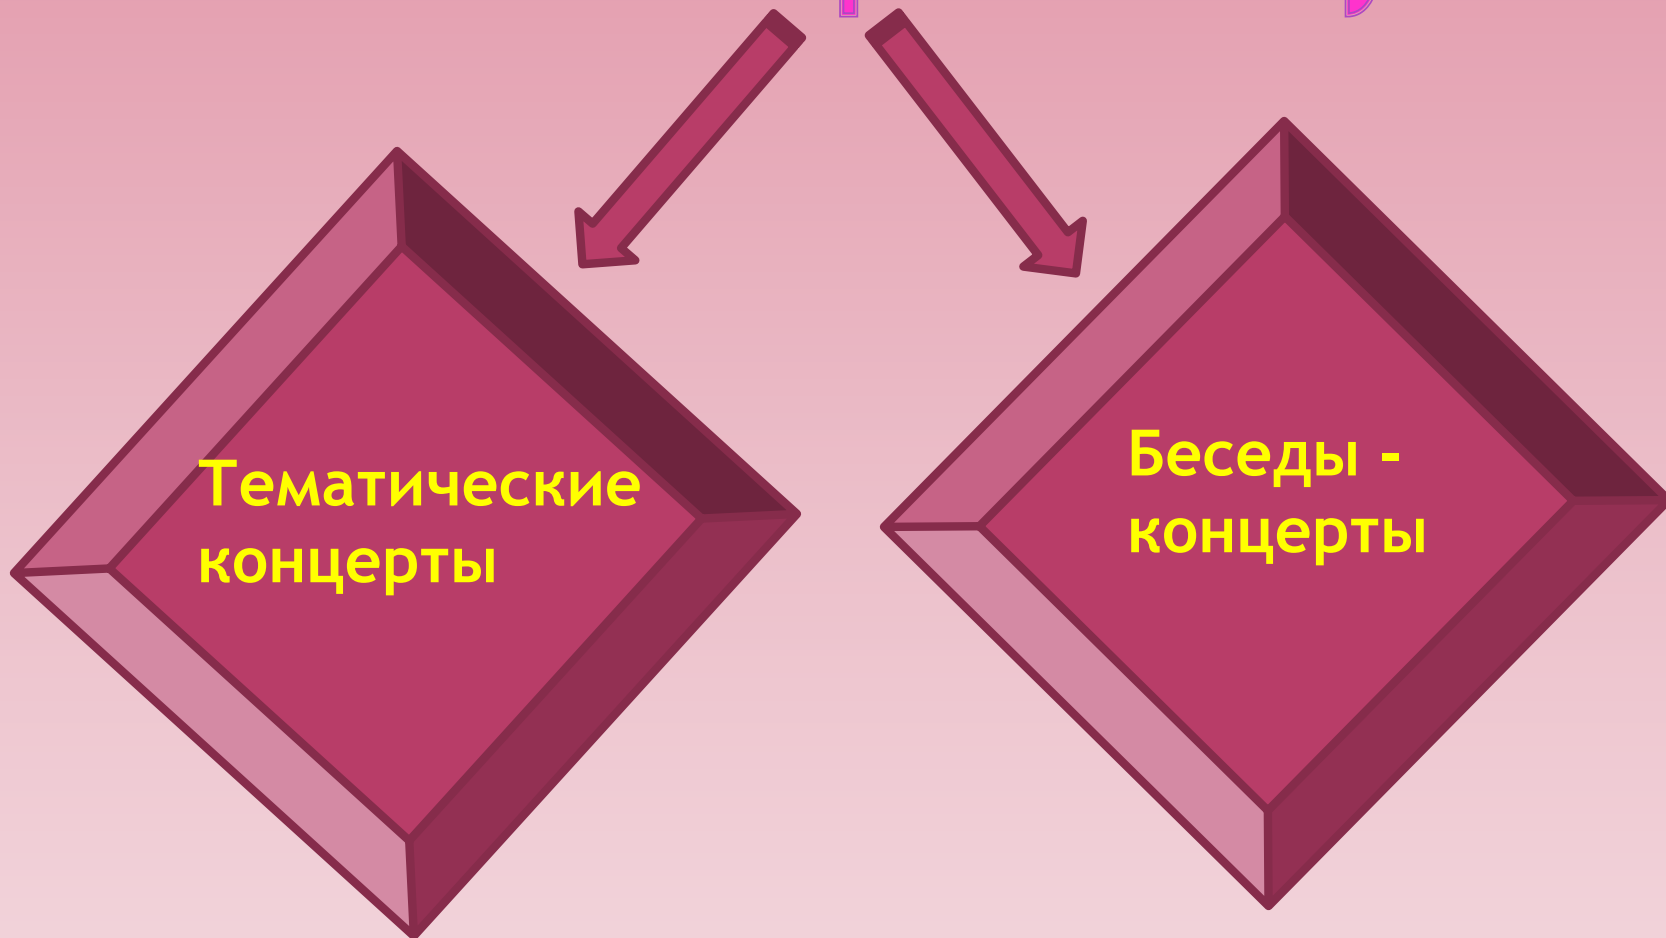 Тематические
концерты
Беседы -
концерты